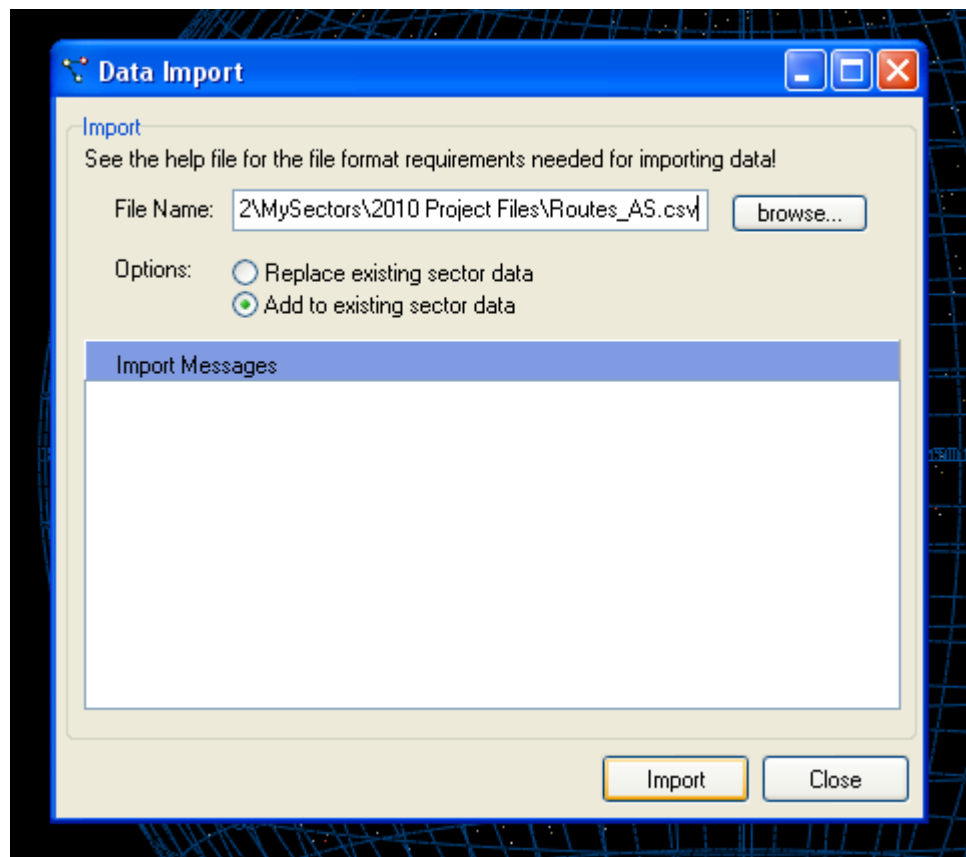 Data Import
Import
See the help file for the file format requirements needed for importing data!
File Name: 2\MySectors\2010 Project Files\Routes_AS.csv browse...
Options: Replace existing sector data
Add to existing sector data
Import Messages
Import Close